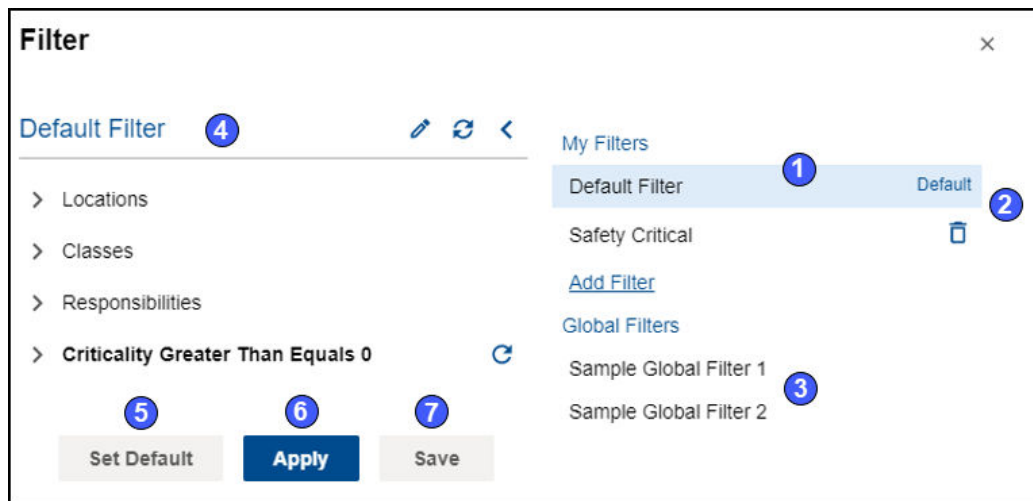 Filter
Default Filter 4
Locations
Classes
Responsibilities
Criticality Greater Than Equals 0
5 6 7
Set Default Apply Save
My Filters 1
Default Filter Default 2
Safety Critical
Add Filter
Global Filters
Sample Global Filter 1
3
Sample Global Filter 2